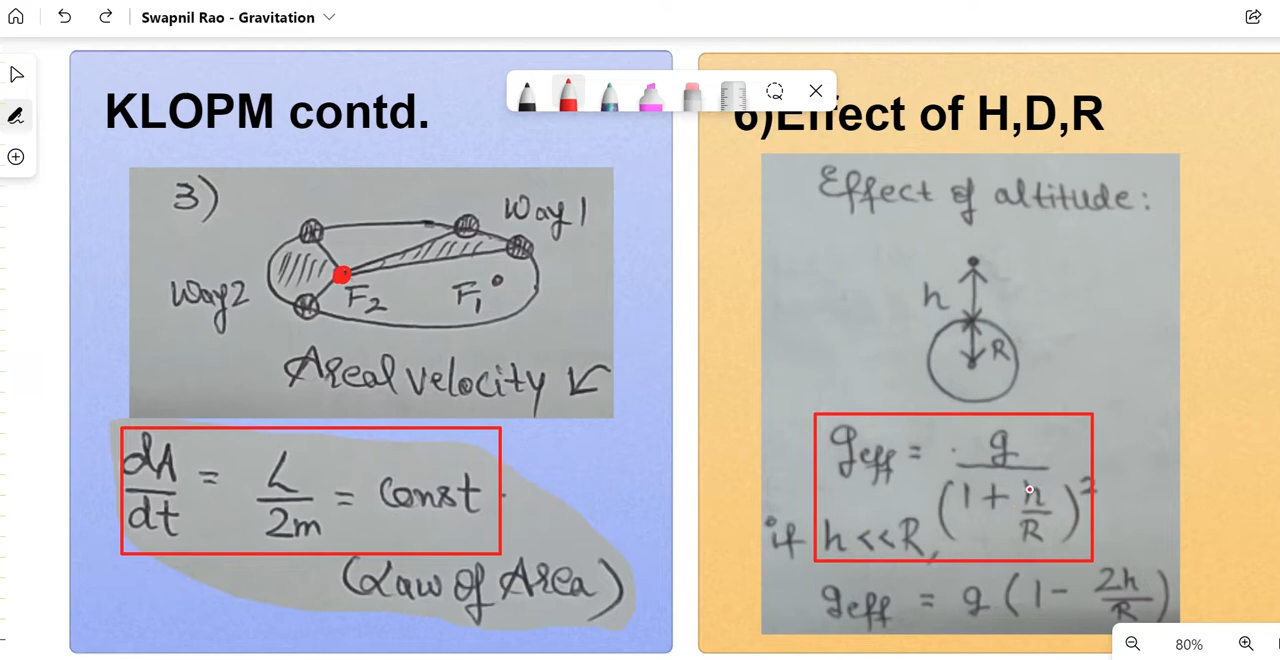 Swapnil Rao - Gravitation
KLOPM contd.
3)
Way 1
Way 2
F₂
F₁
Areal velocity
dA/dt = L/2m = Const.
(Law of Area)
6)Effect of H,D,R
Effect of altitude:
h
R
geff = g/(1 + h/R)²
if h << R,
geff = g (1 - 2h/R)
80%